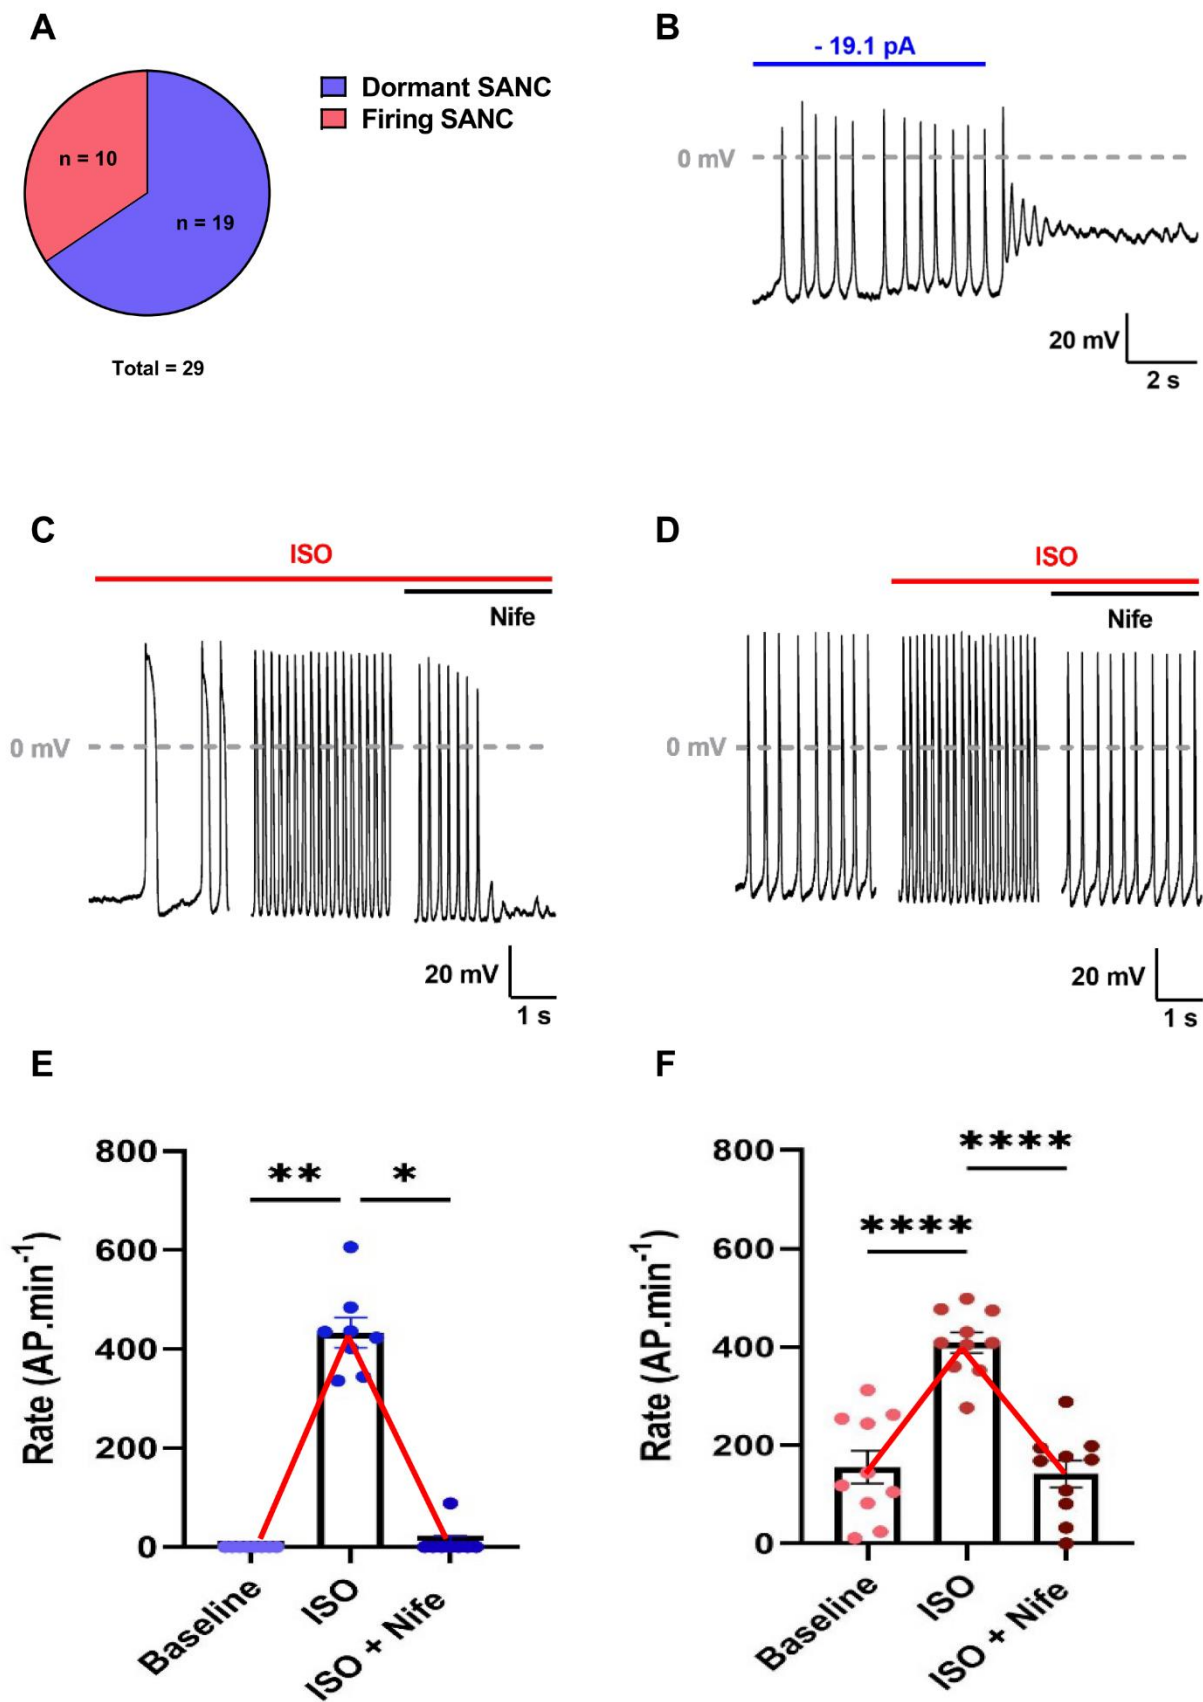 A
Dormant SANC
Firing SANC
n = 10
n = 19
Total = 29
B
- 19.1 pA
0 mV
20 mV
2 s
C
ISO
Nife
0 mV
20 mV
1 s
D
ISO
Nife
0 mV
20 mV
1 s
E
Rate (AP.min⁻¹)
800
600
400
200
0
** *
Baseline
ISO
ISO + Nife
F
Rate (AP.min⁻¹)
800
600
400
200
0
****
****
Baseline
ISO
ISO + Nife